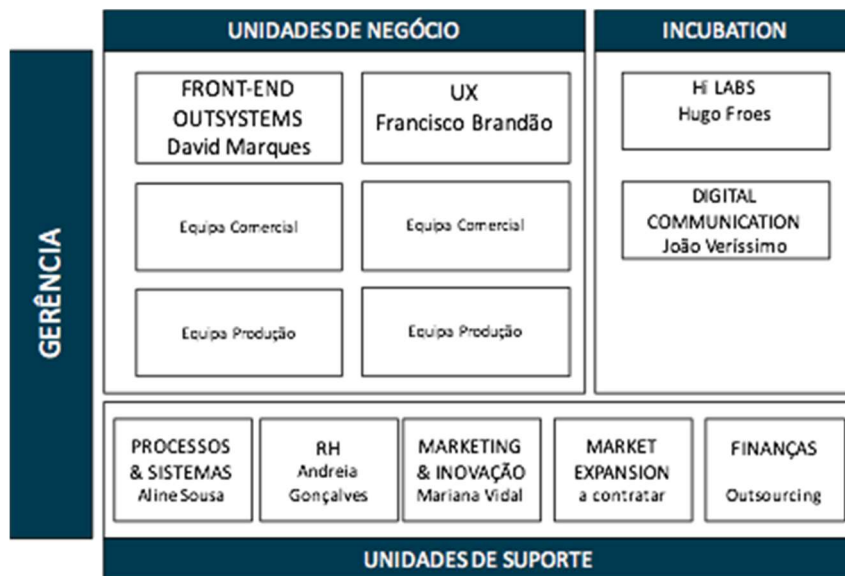 GERÊNCIA
UNIDADES DE NEGÓCIO
FRONT-END
OUTSYSTEMS
David Marques
UX
Francisco Brandão
Equipa Comercial
Equipa Comercial
Equipa Produção
Equipa Produção
INCUBATION
Hi LABS
Hugo Froes
DIGITAL
COMMUNICATION
João Veríssimo
PROCESSOS
& SISTEMAS
Aline Sousa
RH
Andreia
Gonçalves
MARKETING
& INOVAÇÃO
Mariana Vidal
MARKET
EXPANSION
a contratar
FINANÇAS
Outsourcing
UNIDADES DE SUPORTE